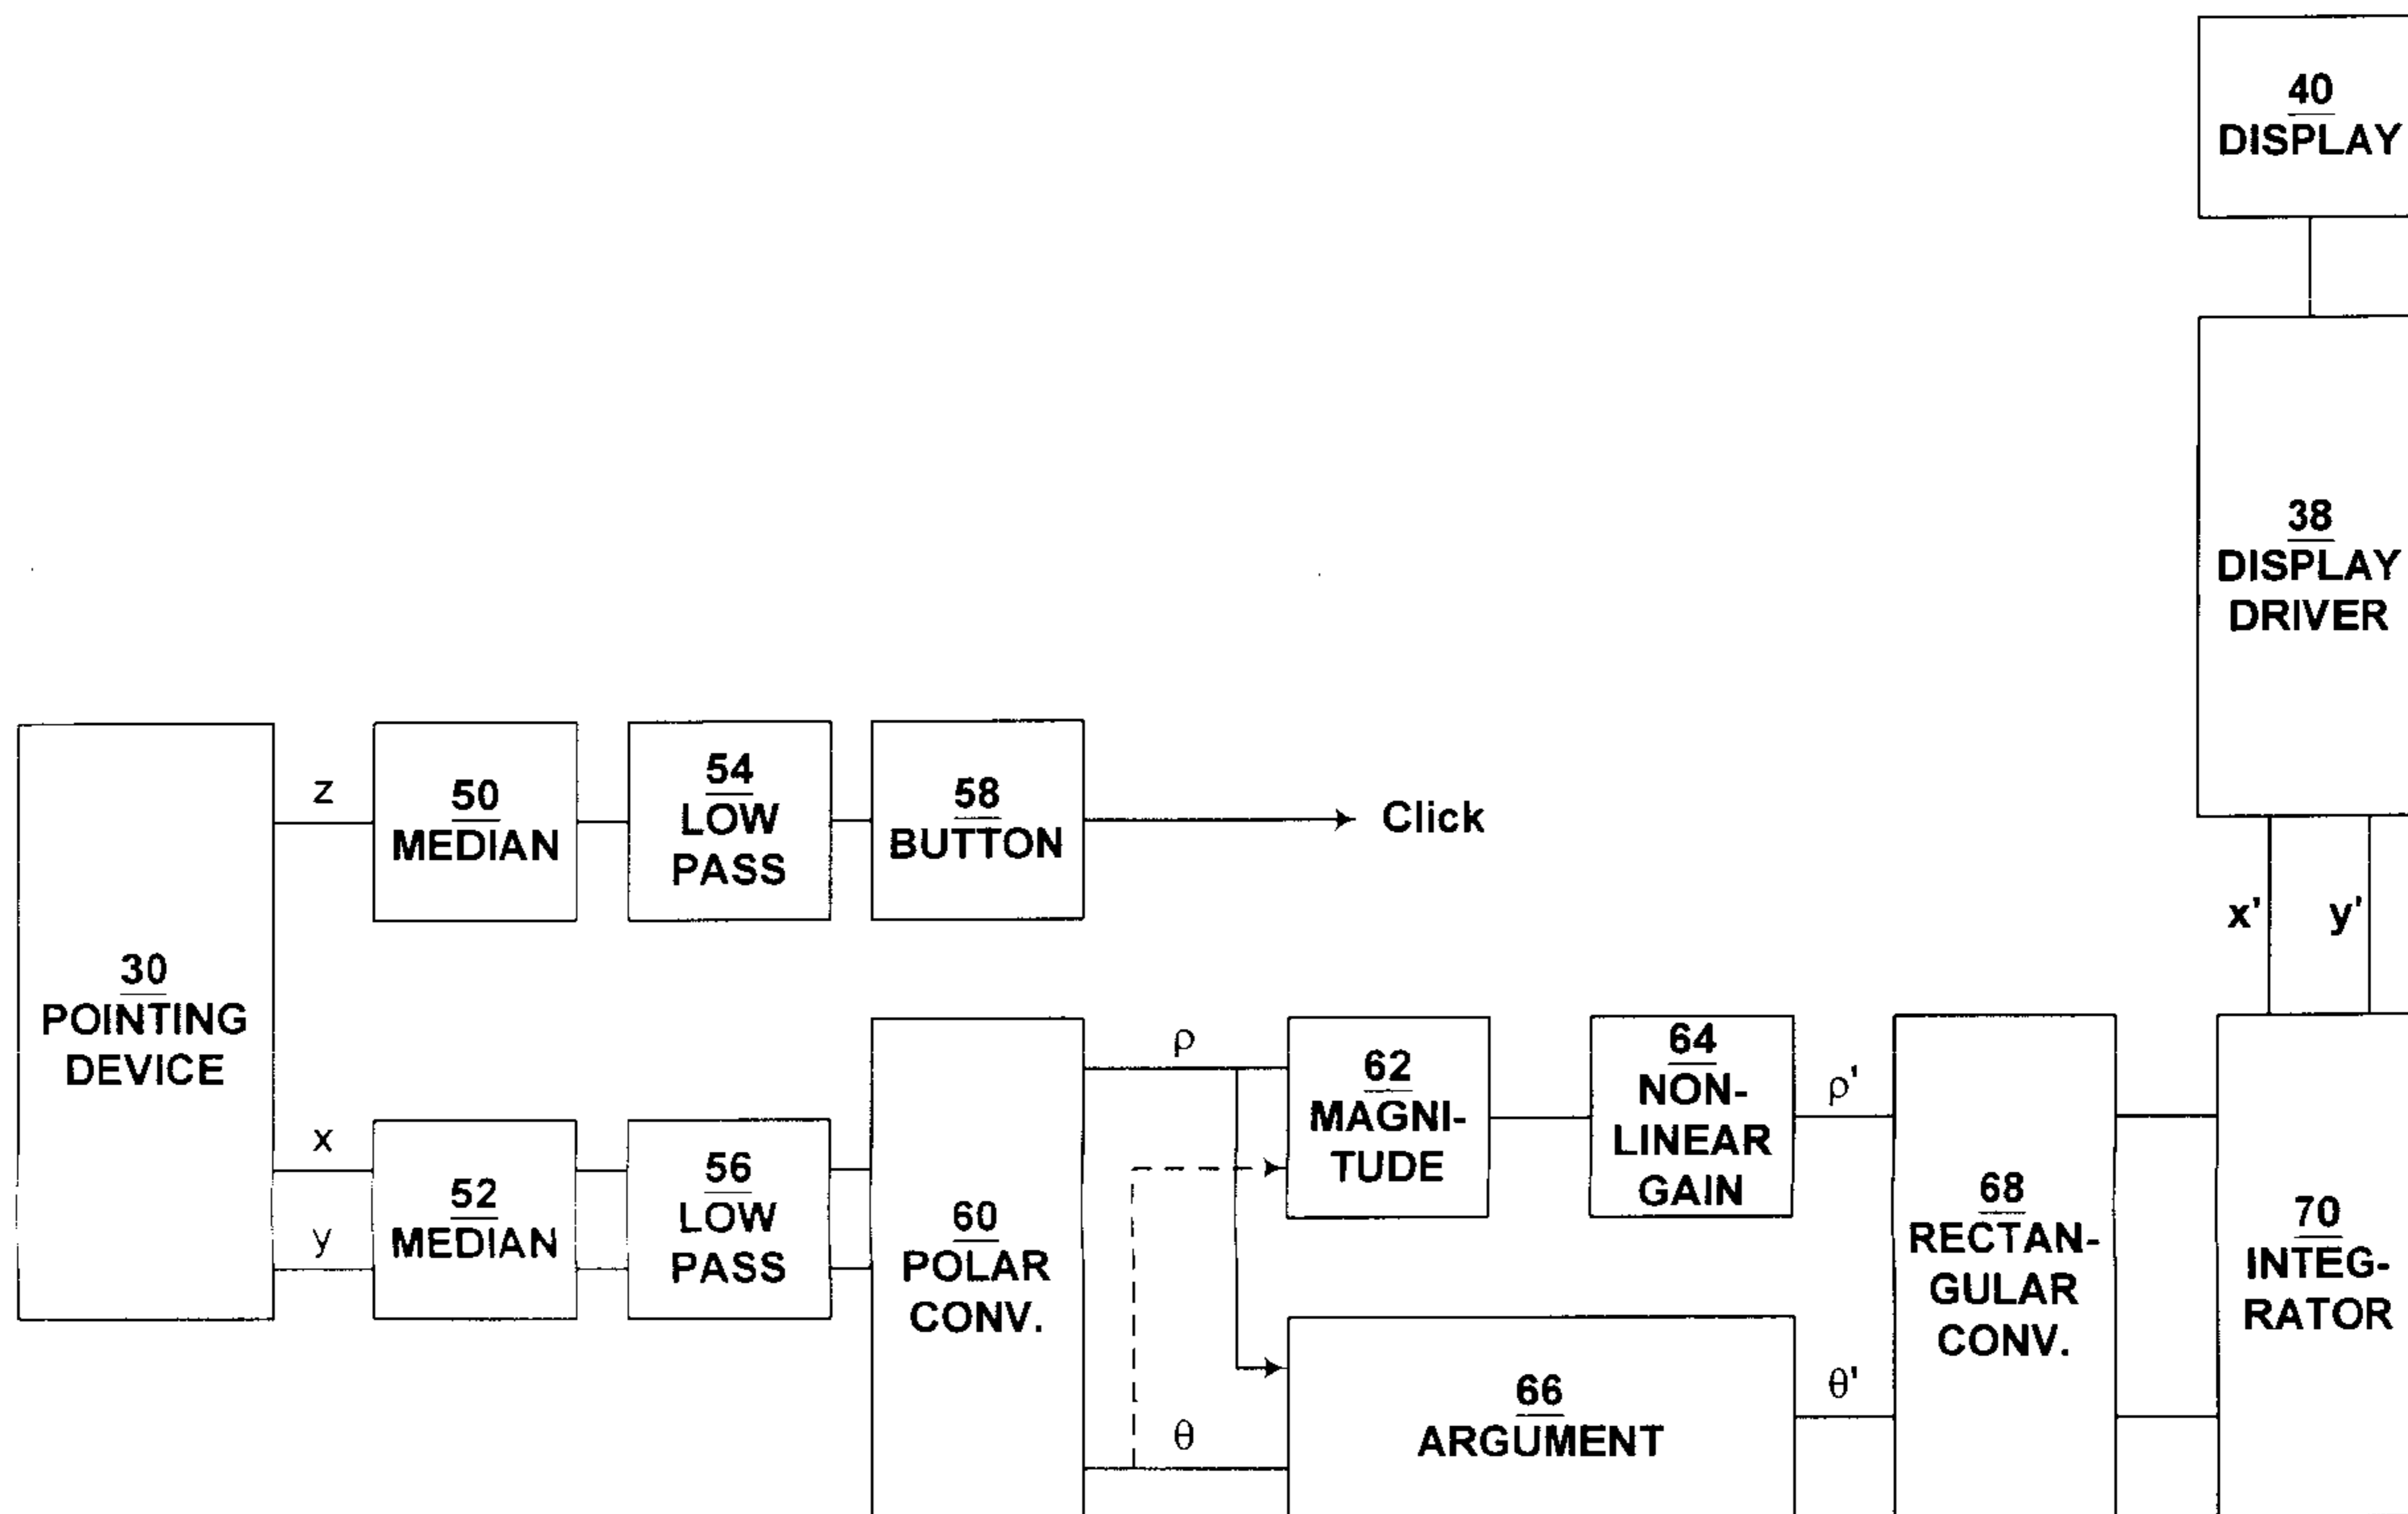 40
DISPLAY
38
DISPLAY
DRIVER
x'
y'
30
POINTING
DEVICE
z
50
MEDIAN
54
LOW
PASS
58
BUTTON
Click
x
y
52
MEDIAN
56
LOW
PASS
60
POLAR
CONV.
ρ
θ
62
MAGNI-
TUDE
64
NON-
LINEAR
GAIN
66
ARGUMENT
ρ'
θ'
68
RECTAN-
GULAR
CONV.
70
INTEG-
RATOR